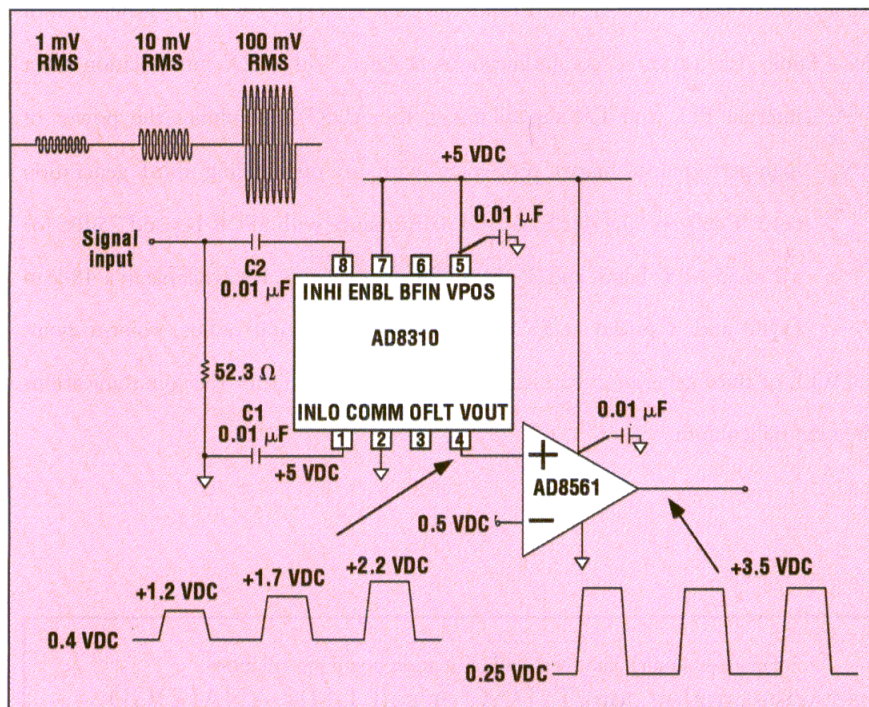 1 mV
RMS
10 mV
RMS
100 mV
RMS
+5 VDC
0.01 µF
Signal
input
C2
0.01 µF
8
7
6
5
INHI ENBL BFIN VPOS
AD8310
52.3 Ω
C1
0.01 µF
INLO COMM OFLT VOUT
1
2
3
4
+5 VDC
0.01 µF
+
AD8561
−
0.5 VDC
+1.2 VDC
+1.7 VDC
+2.2 VDC
0.4 VDC
+3.5 VDC
0.25 VDC